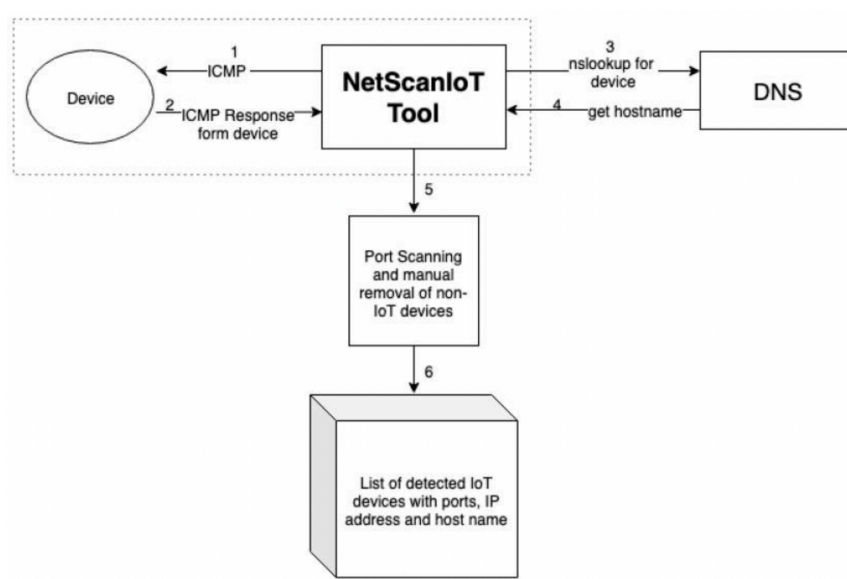 1
ICMP
Device
2
ICMP Response
form device
NetScanIoT
Tool
3
nslookup for
device
4
get hostname
DNS
5
Port Scanning
and manual
removal of non-
IoT devices
6
List of detected IoT
devices with ports, IP
address and host name